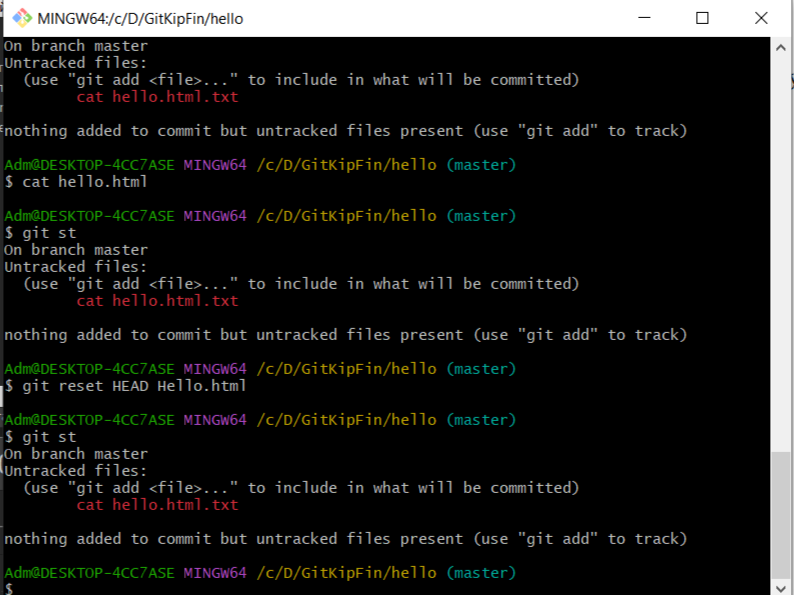 MINGW64:/c/D/GitKipFin/hello
On branch master
Untracked files:
  (use "git add <file>..." to include in what will be committed)
        cat hello.html.txt
nothing added to commit but untracked files present (use "git add" to track)
Adm@DESKTOP-4CC7ASE MINGW64 /c/D/GitKipFin/hello (master)
$ cat hello.html
Adm@DESKTOP-4CC7ASE MINGW64 /c/D/GitKipFin/hello (master)
$ git st
On branch master
Untracked files:
  (use "git add <file>..." to include in what will be committed)
        cat hello.html.txt
nothing added to commit but untracked files present (use "git add" to track)
Adm@DESKTOP-4CC7ASE MINGW64 /c/D/GitKipFin/hello (master)
$ git reset HEAD Hello.html
Adm@DESKTOP-4CC7ASE MINGW64 /c/D/GitKipFin/hello (master)
$ git st
On branch master
Untracked files:
  (use "git add <file>..." to include in what will be committed)
        cat hello.html.txt
nothing added to commit but untracked files present (use "git add" to track)
Adm@DESKTOP-4CC7ASE MINGW64 /c/D/GitKipFin/hello (master)
$